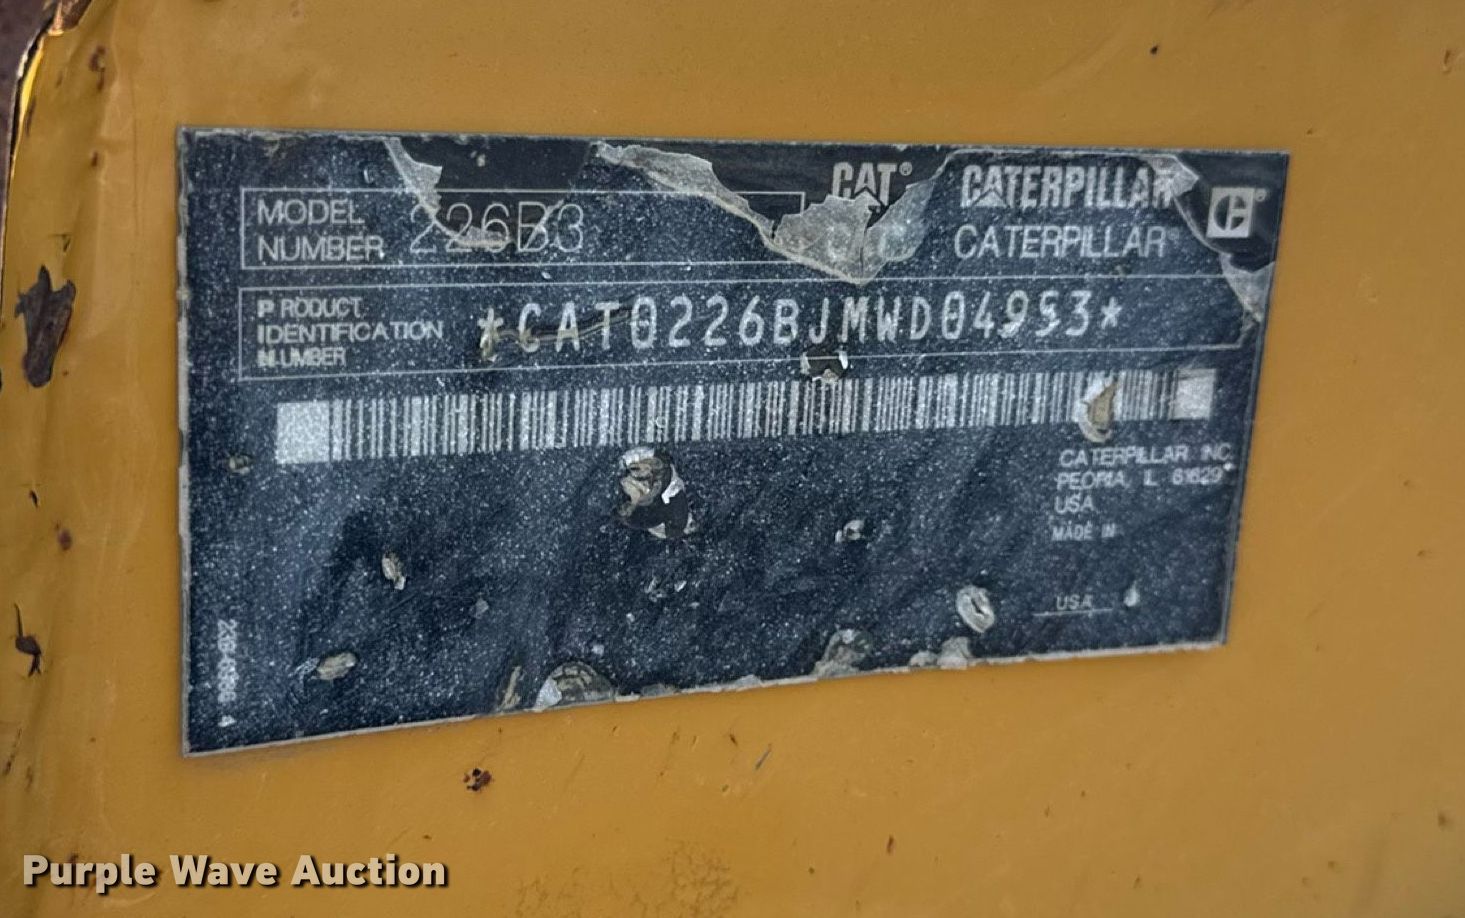 CAT® CATERPILLAR ®
MODEL
NUMBER 226B3 CATERPILLAR®
PRODUCT
IDENTIFICATION
NUMBER *CAT0226BJMWD04953*
CATERPILLAR INC
PEORIA, IL 61629
USA
MADE IN
USA
Purple Wave Auction